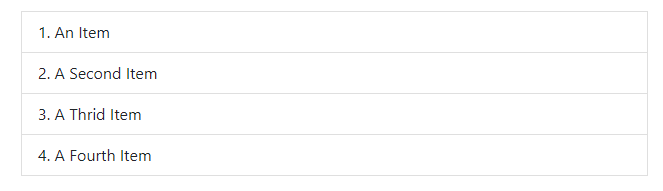 1. An Item
2. A Second Item
3. A Thrid Item
4. A Fourth Item